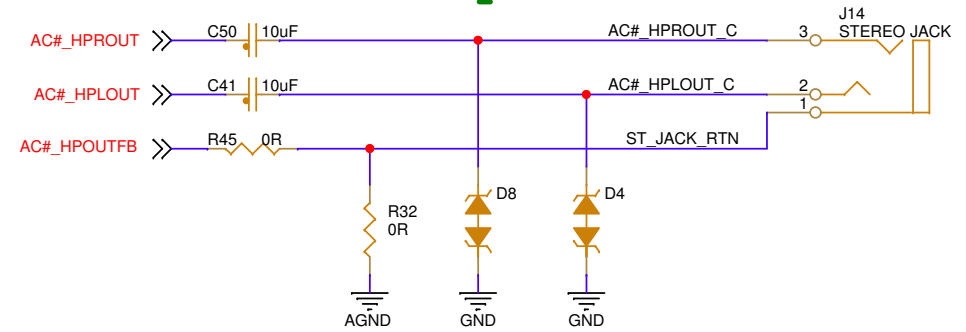 J14
C50 10uF
AC#_HPROUT
AC#_HPROUT_C
3
STEREO JACK
C41 10uF
AC#_HPLOUT
AC#_HPLOUT_C
2
1
R45 0R
AC#_HPOUTFB
ST_JACK_RTN
D8
D4
R32
0R
AGND
GND
GND